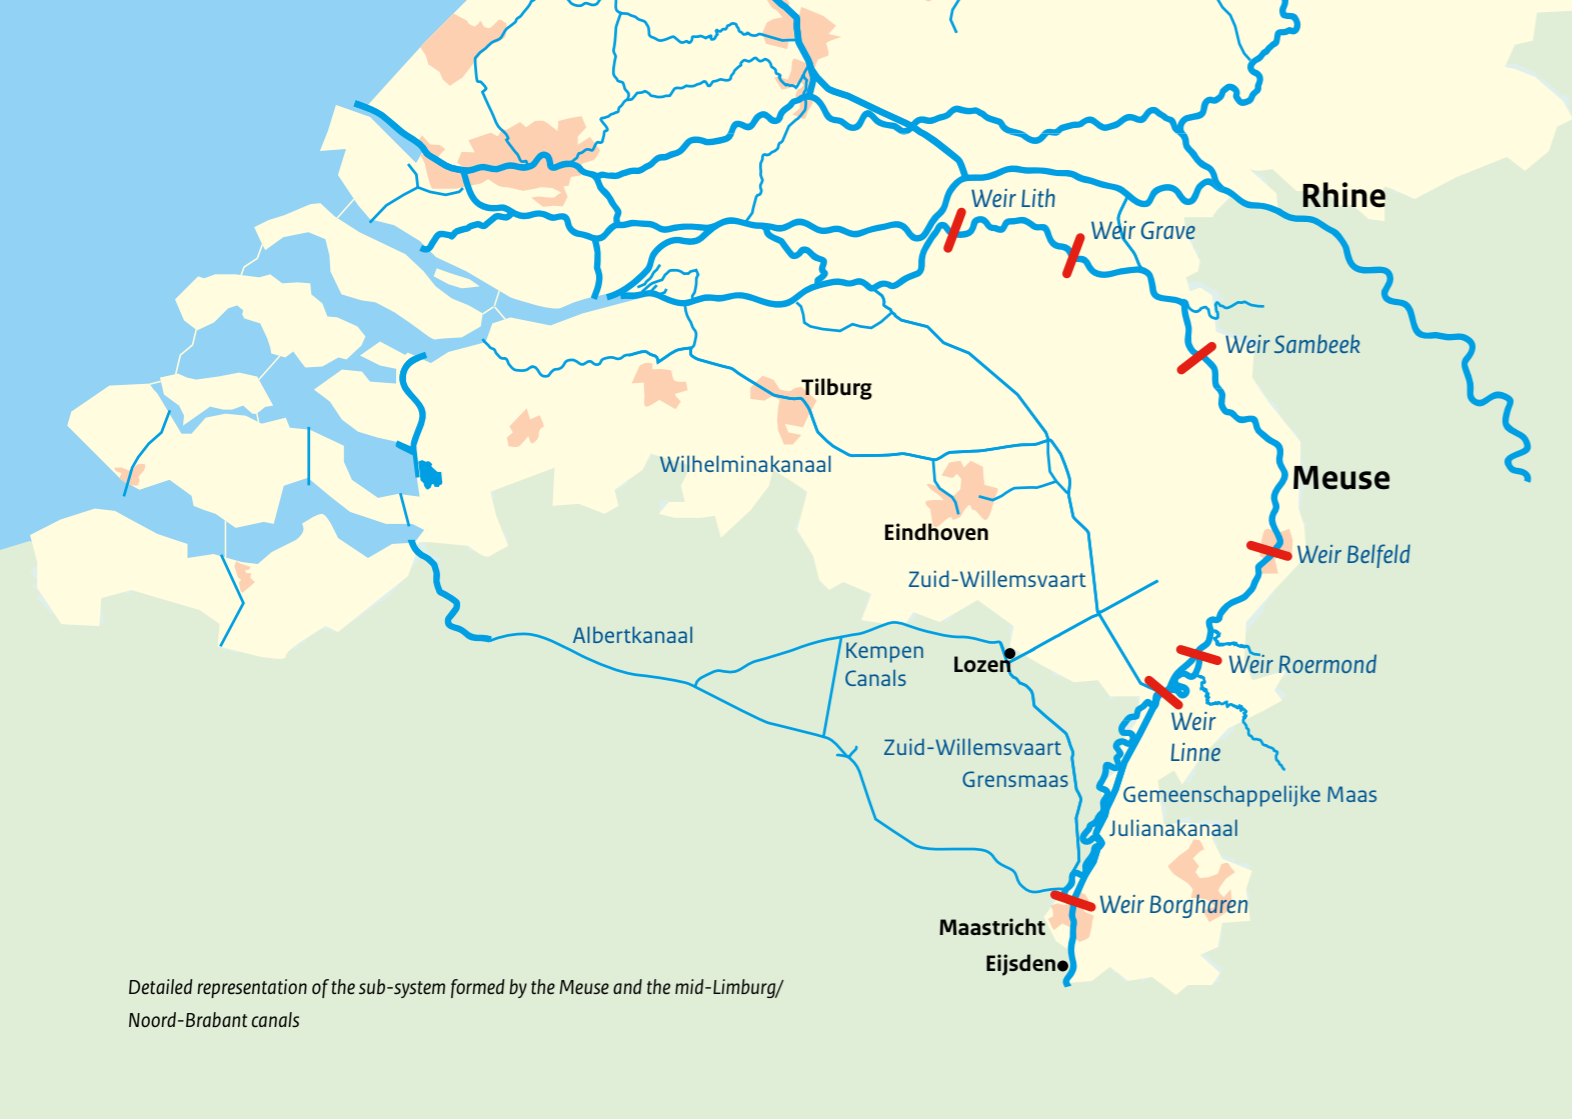 Rhine
Weir Lith
Weir Grave
Weir Sambeek
Tilburg
Wilhelminakanaal
Meuse
Eindhoven
Weir Belfeld
Zuid-Willemsvaart
Albertkanaal
Kempen
Canals
Lozen
Weir Roermond
Weir
Linne
Zuid-Willemsvaart
Grensmaas
Gemeenschappelijke Maas
Julianakanaal
Weir Borgharen
Maastricht
Eijsden
Detailed representation of the sub-system formed by the Meuse and the mid-Limburg/
Noord-Brabant canals